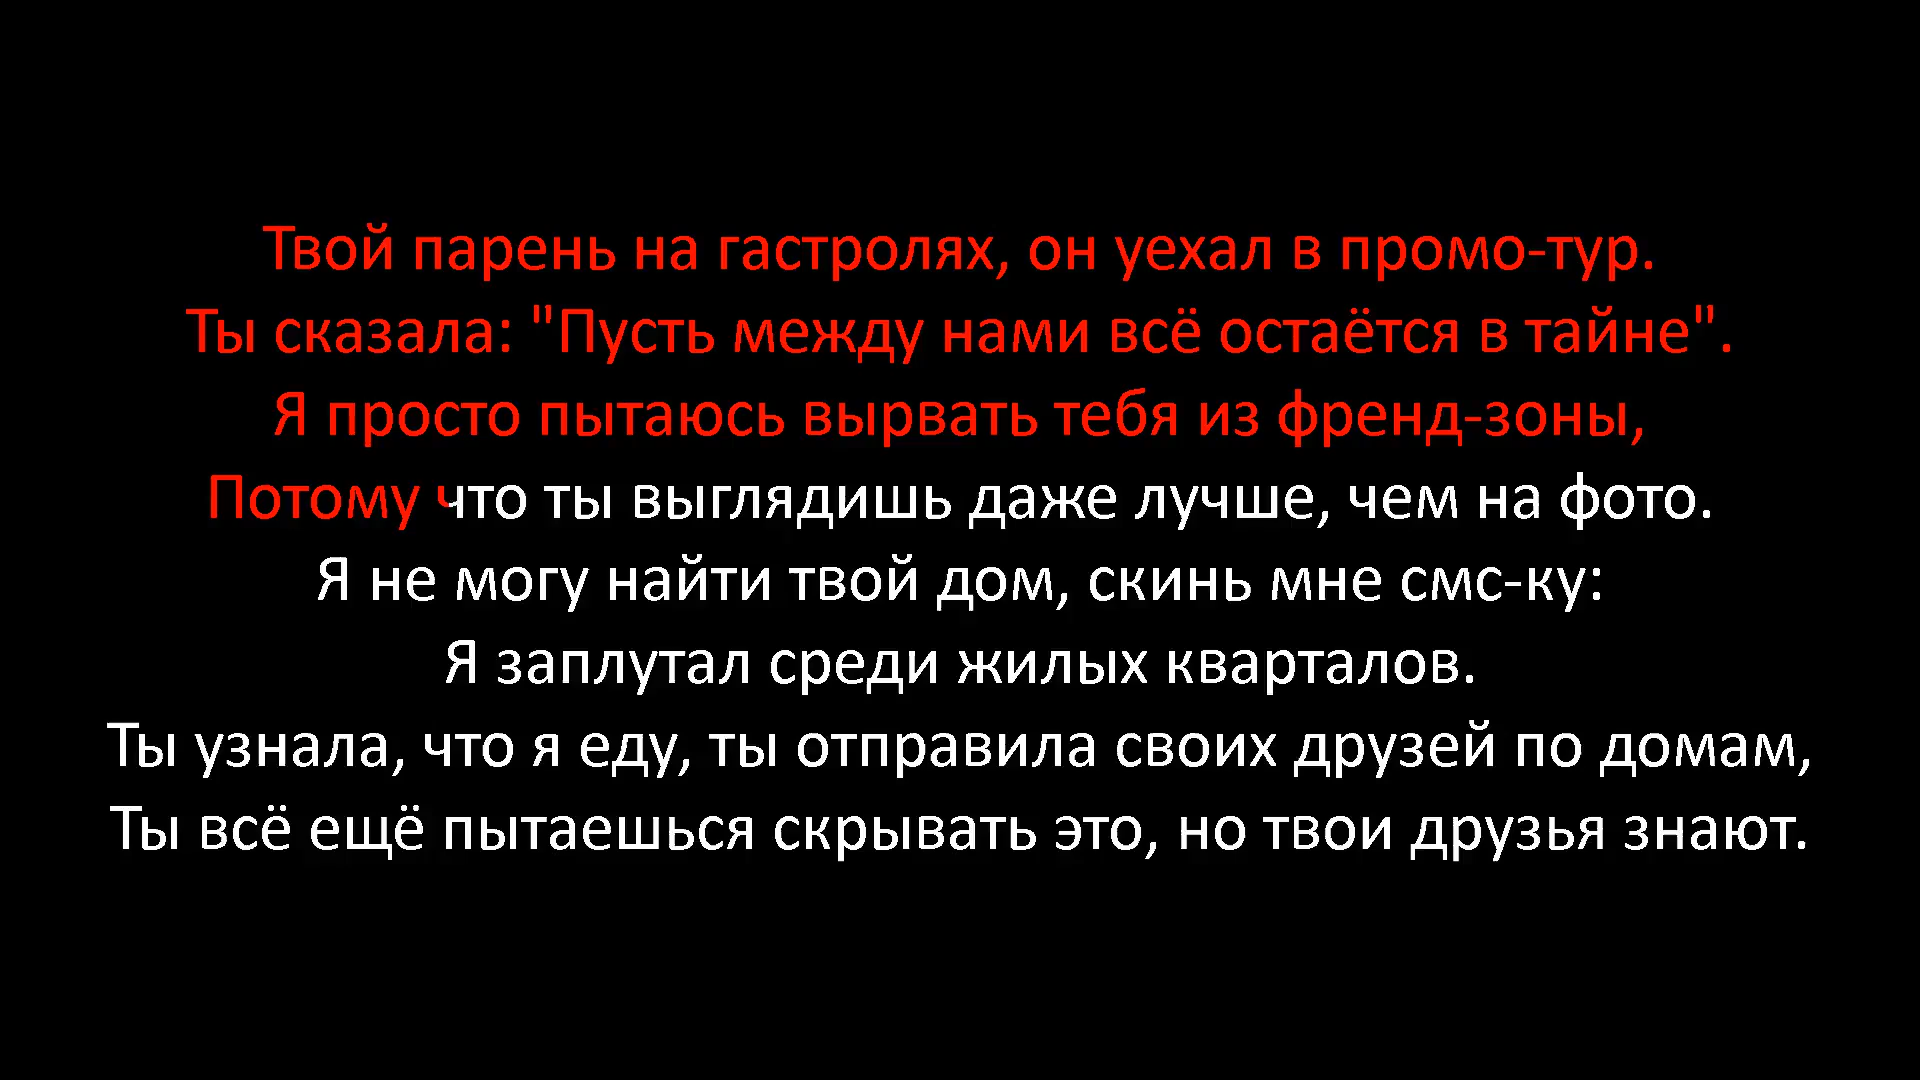 Твой парень на гастролях, он уехал в промо-тур.
Ты сказала: "Пусть между нами всё остаётся в тайне".
Я просто пытаюсь вырвать тебя из френд-зоны,
Потому что ты выглядишь даже лучше, чем на фото.
Я не могу найти твой дом, скинь мне смс-ку:
Я заплутал среди жилых кварталов.
Ты узнала, что я еду, ты отправила своих друзей по домам,
Ты всё ещё пытаешься скрывать это, но твои друзья знают.